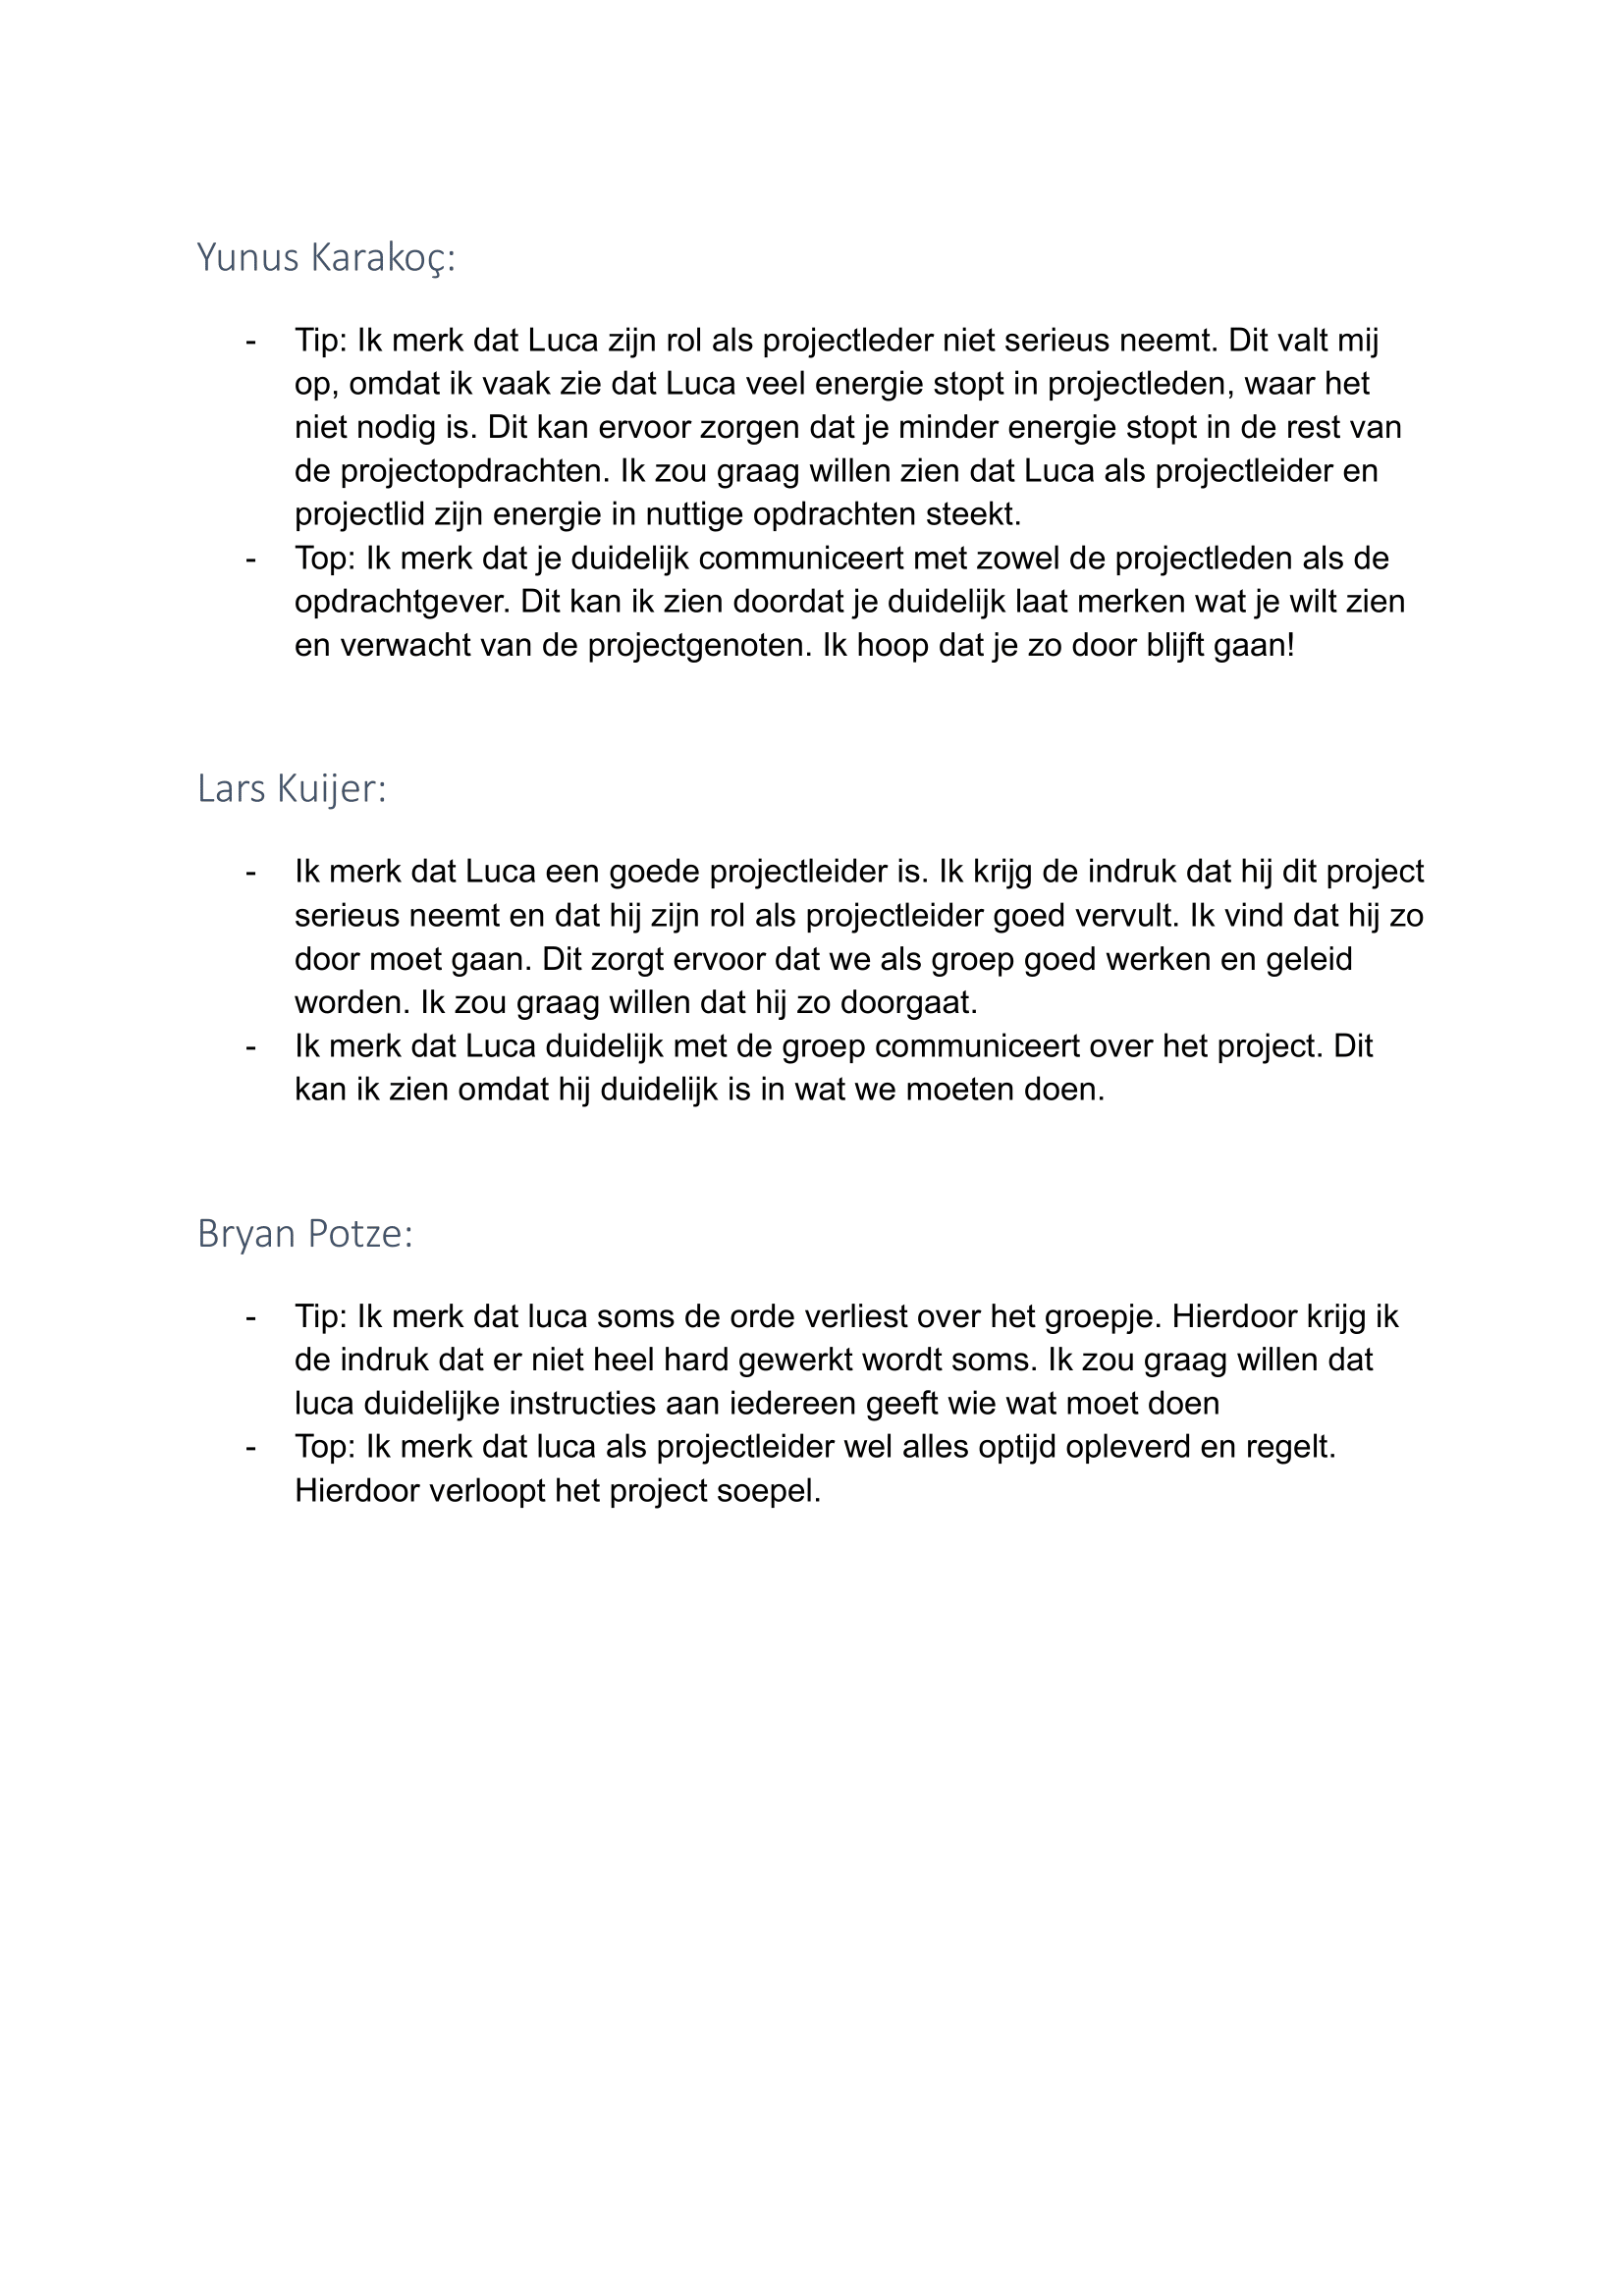 Yunus Karakoç:
- Tip: Ik merk dat Luca zijn rol als projectleder niet serieus neemt. Dit valt mij
op, omdat ik vaak zie dat Luca veel energie stopt in projectleden, waar het
niet nodig is. Dit kan ervoor zorgen dat je minder energie stopt in de rest van
de projectopdrachten. Ik zou graag willen zien dat Luca als projectleider en
projectlid zijn energie in nuttige opdrachten steekt.
- Top: Ik merk dat je duidelijk communiceert met zowel de projectleden als de
opdrachtgever. Dit kan ik zien doordat je duidelijk laat merken wat je wilt zien
en verwacht van de projectgenoten. Ik hoop dat je zo door blijft gaan!
Lars Kuijer:
- Ik merk dat Luca een goede projectleider is. Ik krijg de indruk dat hij dit project
serieus neemt en dat hij zijn rol als projectleider goed vervult. Ik vind dat hij zo
door moet gaan. Dit zorgt ervoor dat we als groep goed werken en geleid
worden. Ik zou graag willen dat hij zo doorgaat.
- Ik merk dat Luca duidelijk met de groep communiceert over het project. Dit
kan ik zien omdat hij duidelijk is in wat we moeten doen.
Bryan Potze:
- Tip: Ik merk dat luca soms de orde verliest over het groepje. Hierdoor krijg ik
de indruk dat er niet heel hard gewerkt wordt soms. Ik zou graag willen dat
luca duidelijke instructies aan iedereen geeft wie wat moet doen
- Top: Ik merk dat luca als projectleider wel alles optijd opleverd en regelt.
Hierdoor verloopt het project soepel.